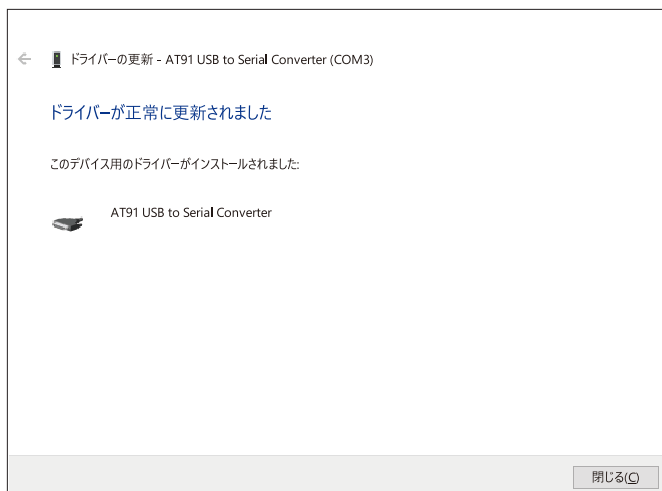 ドライバーの更新 - AT91 USB to Serial Converter (COM3)
ドライバーが正常に更新されました
このデバイス用のドライバーがインストールされました:
AT91 USB to Serial Converter
閉じる(C)